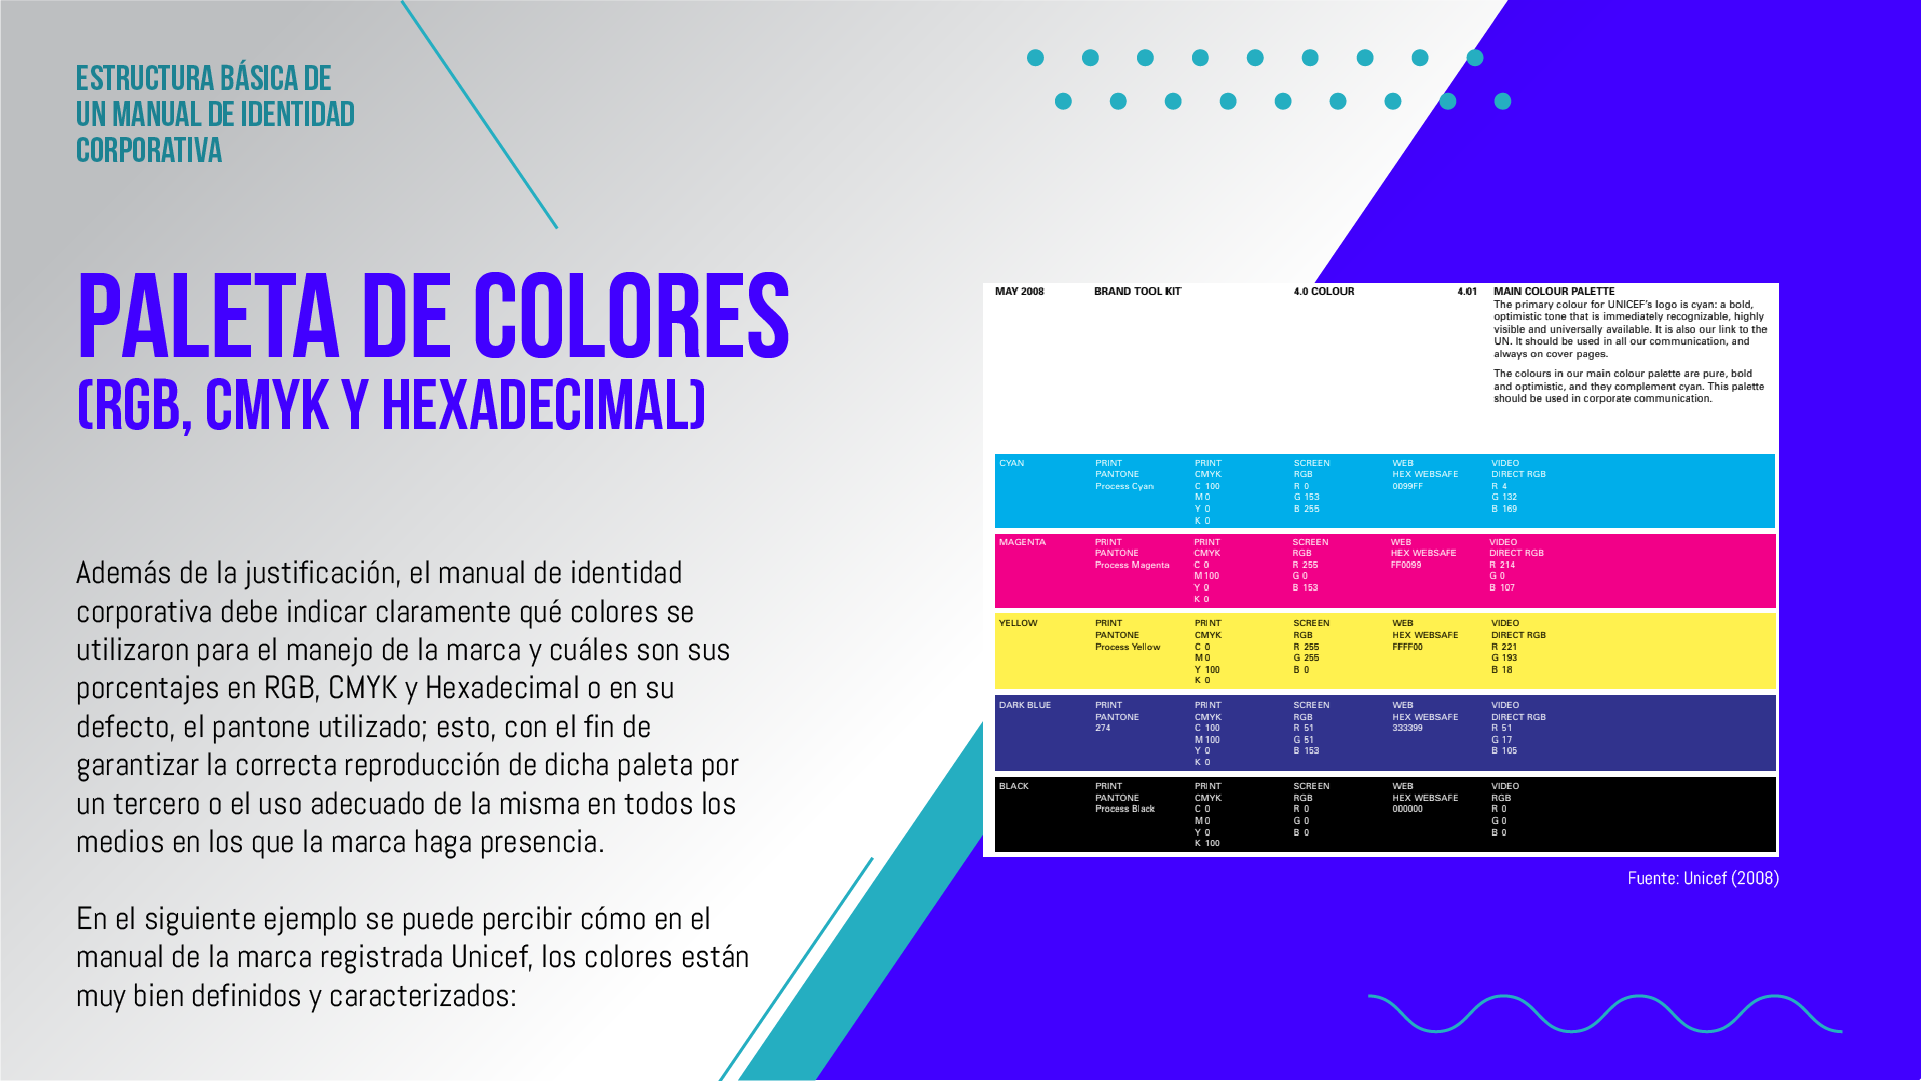 ESTRUCTURA BÁSICA DE
UN MANUAL DE IDENTIDAD
CORPORATIVA
PALETA DE COLORES
(RGB, CMYK Y HEXADECIMAL)
Además de la justificación, el manual de identidad
corporativa debe indicar claramente qué colores se
utilizaron para el manejo de la marca y cuáles son sus
porcentajes en RGB, CMYK y Hexadecimal o en su
defecto, el pantone utilizado; esto, con el fin de
garantizar la correcta reproducción de dicha paleta por
un tercero o el uso adecuado de la misma en todos los
medios en los que la marca haga presencia.
En el siguiente ejemplo se puede percibir cómo en el
manual de la marca registrada Unicef, los colores están
muy bien definidos y caracterizados:
MAY 2008 BRAND TOOL KIT 4.0 COLOUR 4.01 MAIN COLOUR PALETTE
The primary colour for UNICEF's logo is cyan: a bold,
optimistic tone that is immediately recognizable, highly
visible and universally available. It is also our link to the
UN. It should be used in all our communication, and
always on cover pages.
The colours in our main colour palette are pure, bold
and optimistic, and they complement cyan. This palette
should be used in corporate communication.
CYAN PRINT PRINT SCREEN WEB VIDEO
PANTONE CMYK RGB HEX WEBSAFE DIRECT RGB
Process Cyan C 100 R 0 0099FF R 4
M 0 G 153 G 132
Y 0 B 255 B 169
K 0
MAGENTA PRINT PRINT SCREEN WEB VIDEO
PANTONE CMYK RGB HEX WEBSAFE DIRECT RGB
Process Magenta C 0 R 255 FF0099 R 214
M 100 G 0 G 0
Y 0 B 153 B 107
K 0
YELLOW PRINT PRINT SCREEN WEB VIDEO
PANTONE CMYK RGB HEX WEBSAFE DIRECT RGB
Process Yellow C 0 R 255 FFFF00 R 221
M 0 G 255 G 193
Y 100 B 0 B 18
K 0
DARK BLUE PRINT PRINT SCREEN WEB VIDEO
PANTONE CMYK RGB HEX WEBSAFE DIRECT RGB
274 C 100 R 51 333399 R 51
M 100 G 51 G 17
Y 0 B 153 B 105
K 0
BLACK PRINT PRINT SCREEN WEB VIDEO
PANTONE CMYK RGB HEX WEBSAFE RGB
Process Black C 0 R 0 000000 R 0
M 0 G 0 G 0
Y 0 B 0 B 0
K 100
Fuente: Unicef (2008)